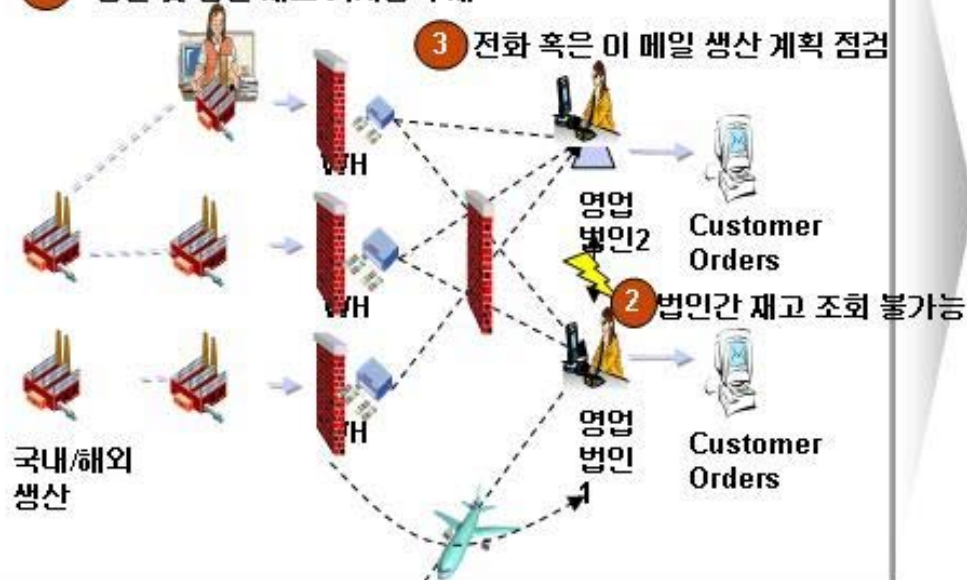 3 전화 혹은 이 메일 생산 계획 점검
WH
영업
법인2
Customer
Orders
2 법인간 재고 조회 불가능
WH
WH
영업
법인
1
Customer
Orders
국내/해외
생산